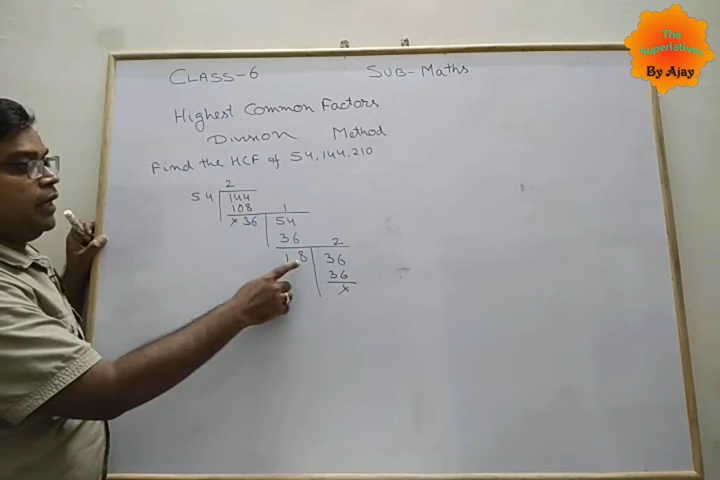 The
Superlatives
By Ajay
CLASS-6 SUB- Maths
Highest Common Factors
Division Method
Find the HCF of 54, 144, 210
2
54 144
108 1
x 36 54
36 2
18 36
36
x